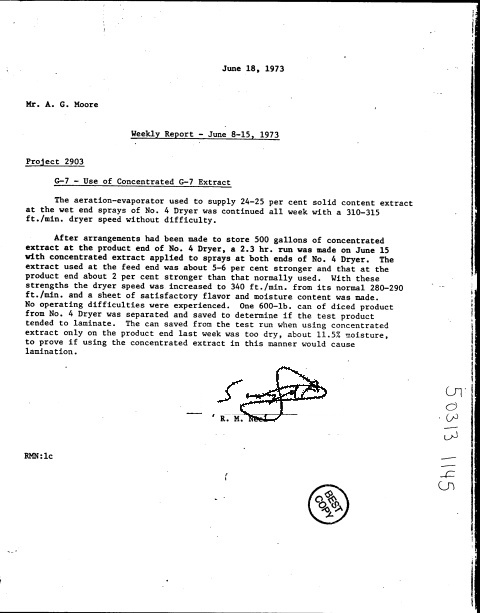 June 18, 1973
Mr. A. G. Moore
Weekly Report - June 8-15, 1973
Project 2903
G-7 - Use of Concentrated G-7 Extract
The aeration-evaporator used to supply 24-25 per cent solid content extract
at the wet end sprays of No. 4 Dryer was continued all week with a 310-315
ft./min. dryer speed without difficulty.
After arrangements had been made to store 500 gallons of concentrated
extract at the product end of No. 4 Dryer, a 2.3 hr. run was made on June 15
with concentrated extract applied to sprays at both ends of No. 4 Dryer. The
extract used at the feed end was about 5-6 per cent stronger and that at the
product end about 2 per cent stronger than that normally used. With these
strengths the dryer speed was increased to 340 ft./min. from its normal 280-290
ft./min. and a sheet of satisfactory flavor and moisture content was made.
No operating difficulties were experienced. One 600-lb. can of diced product
from No. 4 Dryer was separated and saved to determine if the test product
tended to laminate. The can saved from the test run when using concentrated
extract only on the product end last week was too dry, about 11.5% moisture,
to prove if using the concentrated extract in this manner would cause
lamination.
R. M.
RMN:lc
BEST
COPY
50313 1145